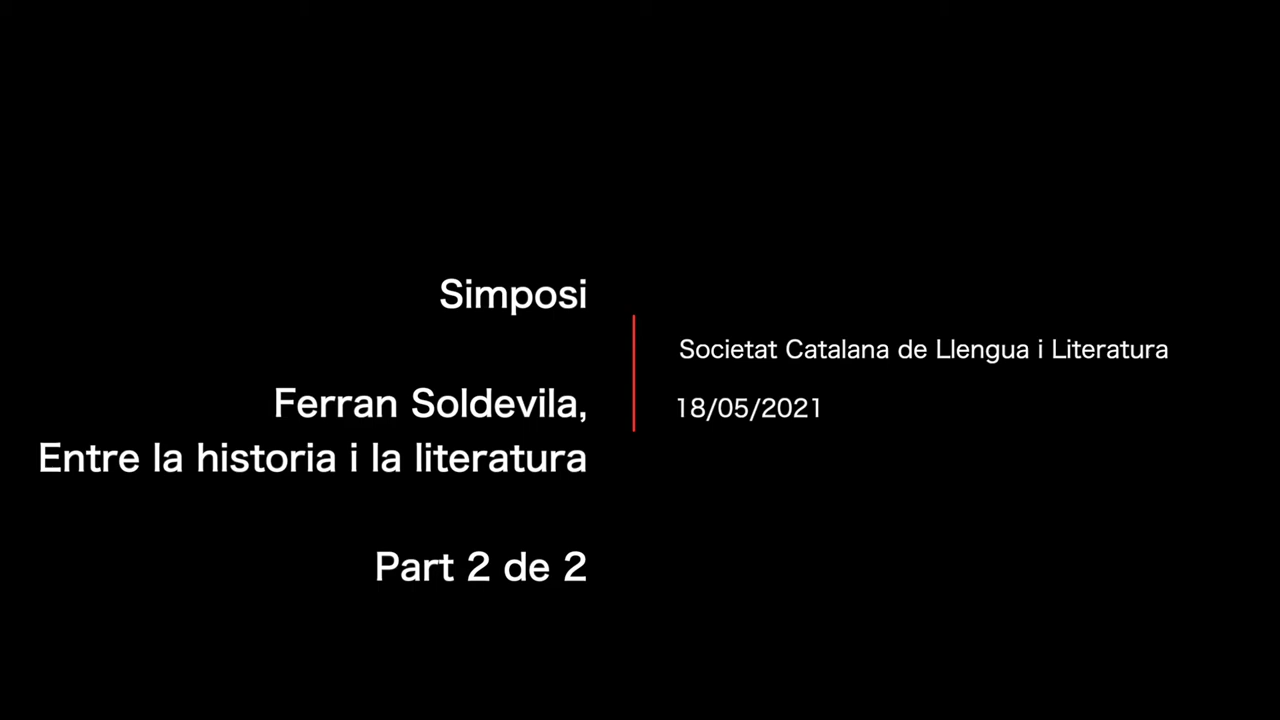 Simposi
Ferran Soldevila,
Entre la historia i la literatura
Part 2 de 2
Societat Catalana de Llengua i Literatura
18/05/2021